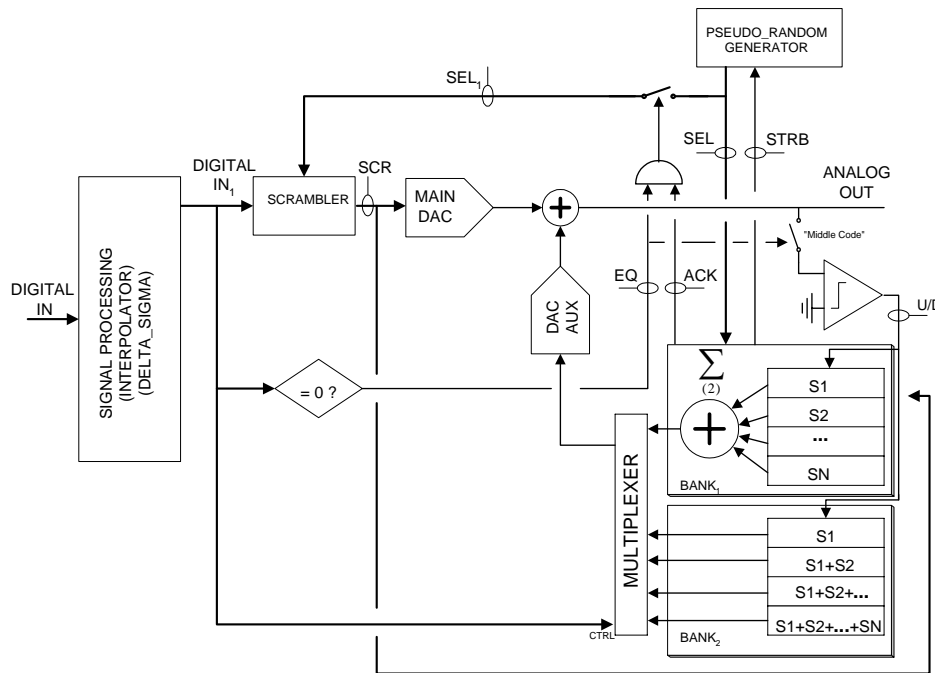 PSEUDO_RANDOM
GENERATOR
SEL1
SEL
STRB
DIGITAL
IN1
SCR
SCRAMBLER
MAIN
DAC
+
ANALOG
OUT
"Middle Code"
DIGITAL
IN
SIGNAL PROCESSING
(INTERPOLATOR)
(DELTA_SIGMA)
EQ
ACK
DAC
AUX
U/D
= 0 ?
∑
(2)
+
S1
S2
...
SN
BANK1
MULTIPLEXER
S1
S1+S2
S1+S2+...
S1+S2+...+SN
CTRL
BANK2